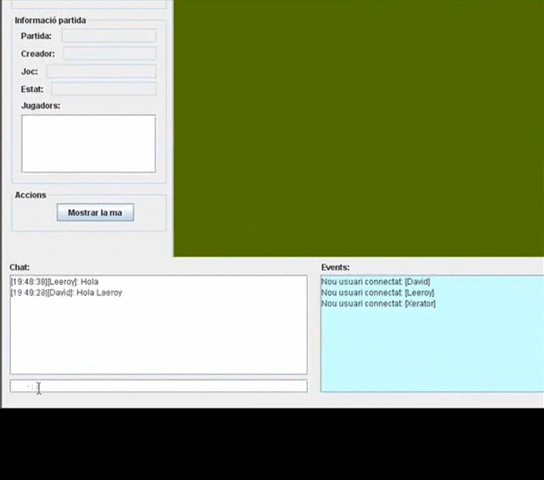 Informació partida
Partida:
Creador:
Joc:
Estat:
Jugadors:
Accions
Mostrar la ma
Chat:
[19:48:38][Leeroy]: Hola
[19:49:28][David]: Hola Leeroy
Events:
Nou usuari connectat: [David]
Nou usuari connectat: [Leeroy]
Nou usuari connectat: [Xerator]